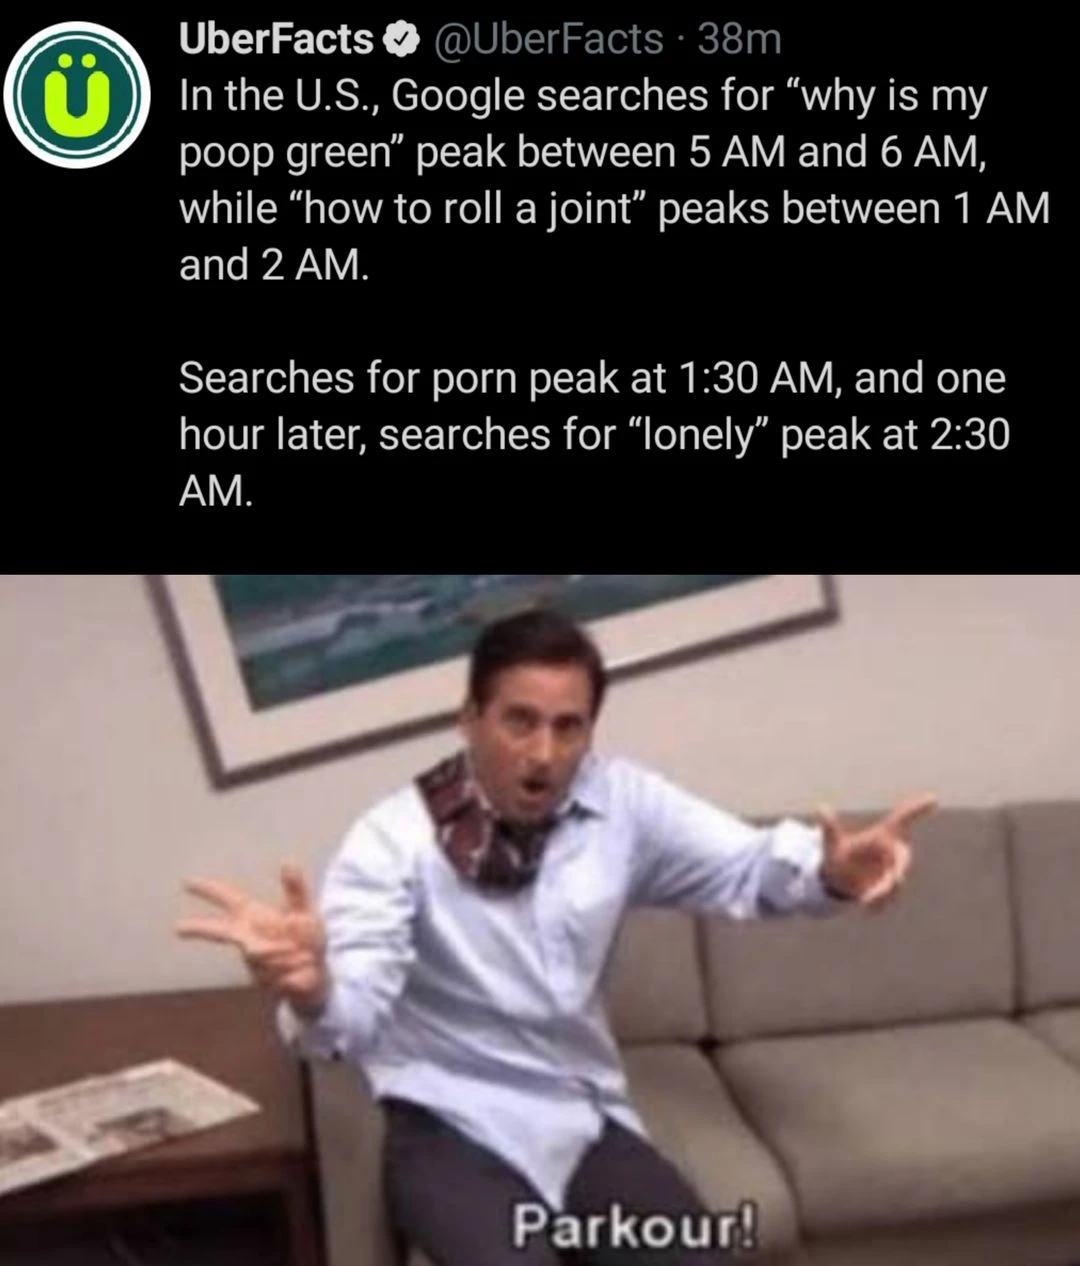 UberFacts @UberFacts · 38m
In the U.S., Google searches for “why is my
poop green” peak between 5 AM and 6 AM,
while “how to roll a joint” peaks between 1 AM
and 2 AM.
Searches for porn peak at 1:30 AM, and one
hour later, searches for “lonely” peak at 2:30
AM.
Parkour!